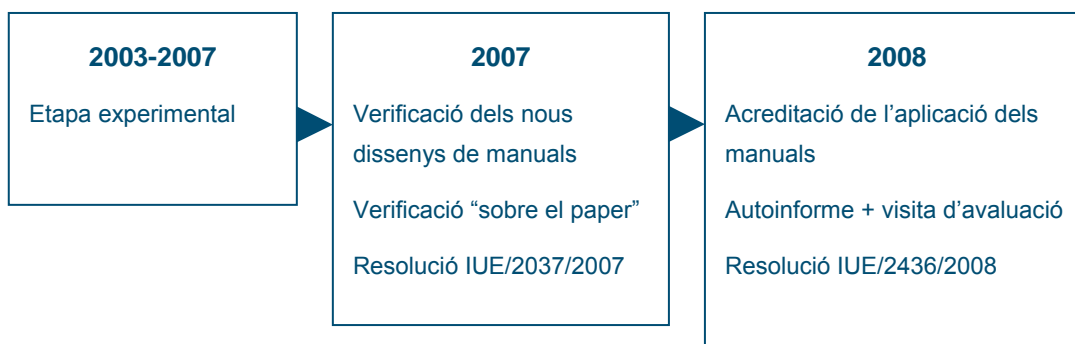 2003-2007
Etapa experimental
2007
Verificació dels nous
dissenys de manuals
Verificació “sobre el paper”
Resolució IUE/2037/2007
2008
Acreditació de l’aplicació dels
manuals
Autoinforme + visita d’avaluació
Resolució IUE/2436/2008